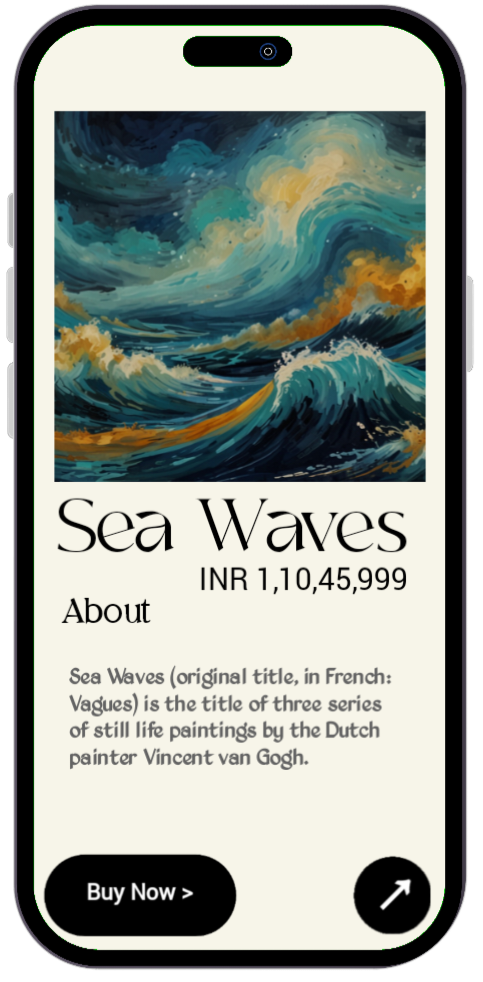 Sea Waves
INR 1,10,45,999
About
Sea Waves (original title, in French:
Vagues) is the title of three series
of still life paintings by the Dutch
painter Vincent van Gogh.
Buy Now >